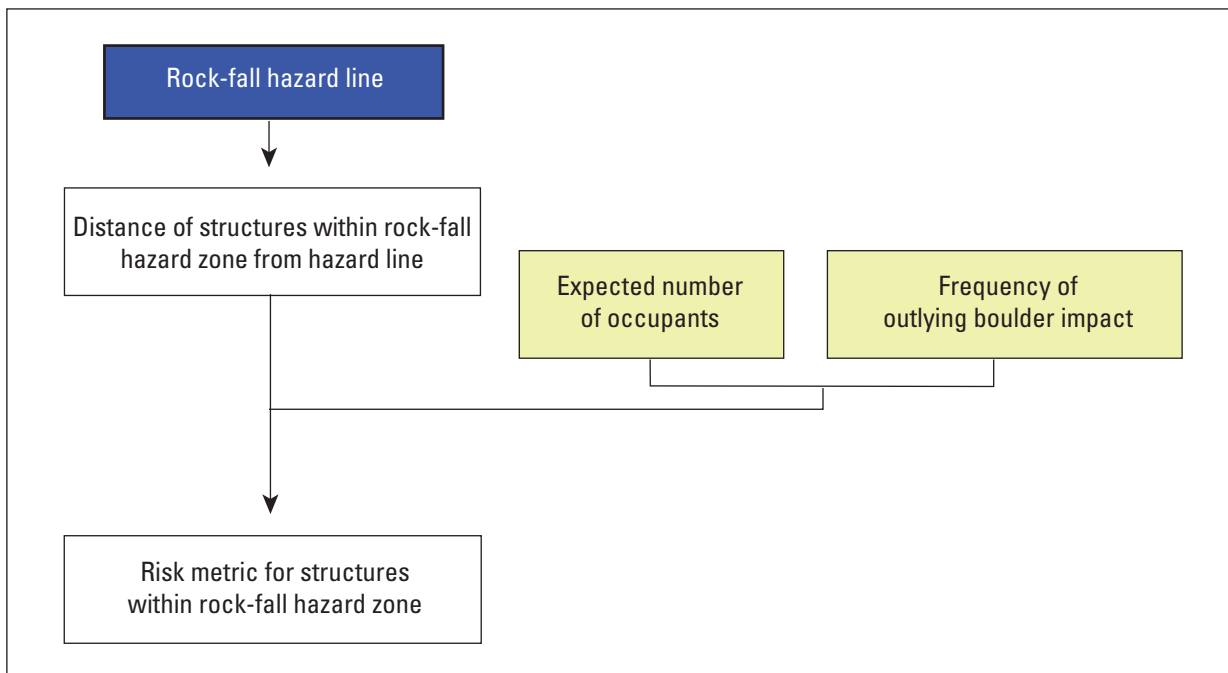 Rock-fall hazard line
Distance of structures within rock-fall
hazard zone from hazard line
Expected number
of occupants
Frequency of
outlying boulder impact
Risk metric for structures
within rock-fall hazard zone